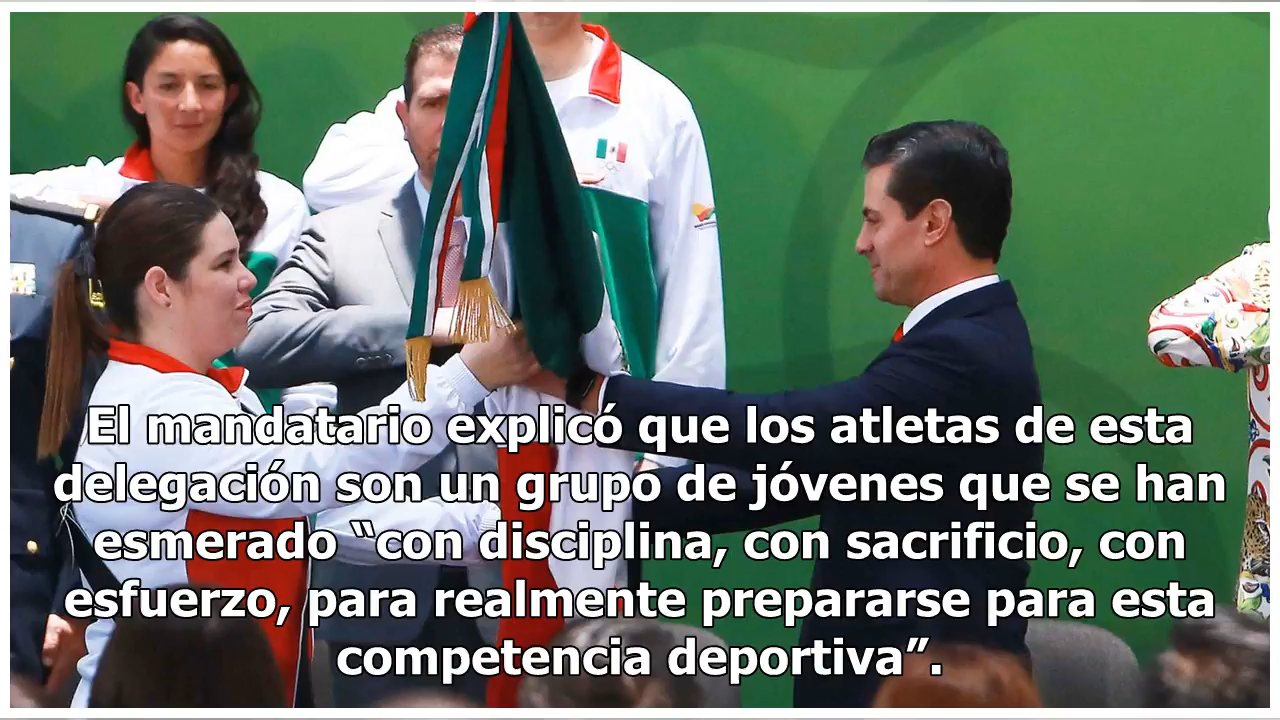 El mandatario explicó que los atletas de esta
delegación son un grupo de jóvenes que se han
esmerado “con disciplina, con sacrificio, con
esfuerzo, para realmente prepararse para esta
competencia deportiva”.